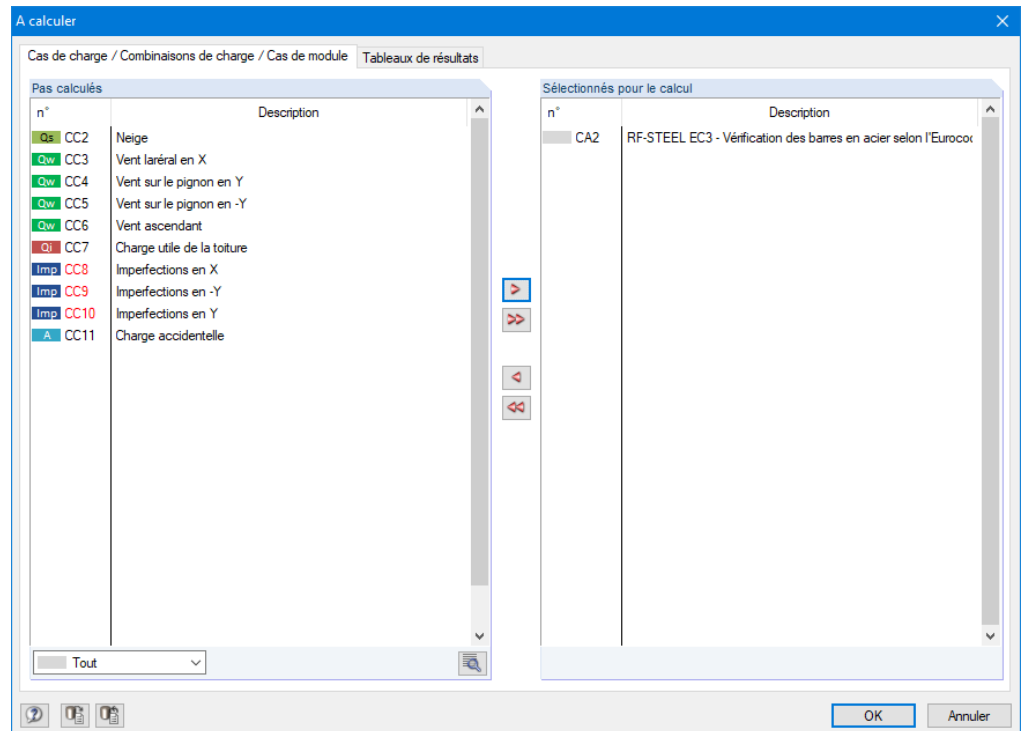 A calculer
Cas de charge / Combinaisons de charge / Cas de module Tableaux de résultats
Pas calculés
n° Description
Qs CC2 Neige
Qw CC3 Vent laréral en X
Qw CC4 Vent sur le pignon en Y
Qw CC5 Vent sur le pignon en -Y
Qw CC6 Vent ascendant
Qi CC7 Charge utile de la toiture
Imp CC8 Imperfections en X
Imp CC9 Imperfections en -Y
Imp CC10 Imperfections en Y
A CC11 Charge accidentelle
Tout
Sélectionnés pour le calcul
n° Description
CA2 RF-STEEL EC3 - Vérification des barres en acier selon l'Euroco
OK Annuler